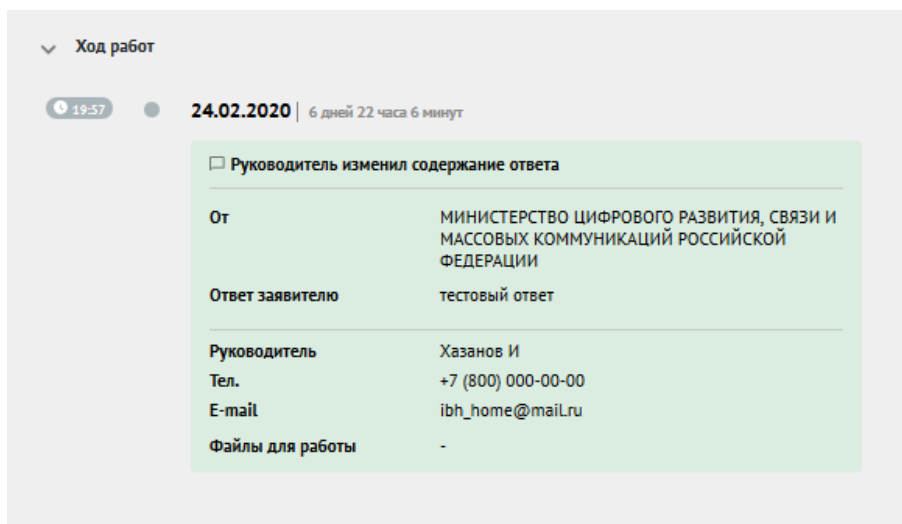 Ход работ
19:57
24.02.2020 | 6 дней 22 часа 6 минут
Руководитель изменил содержание ответа
От МИНИСТЕРСТВО ЦИФРОВОГО РАЗВИТИЯ, СВЯЗИ И
МАССОВЫХ КОММУНИКАЦИЙ РОССИЙСКОЙ
ФЕДЕРАЦИИ
Ответ заявителю тестовый ответ
Руководитель Хазанов И
Тел. +7 (800) 000-00-00
E-mail ibh_home@mail.ru
Файлы для работы -